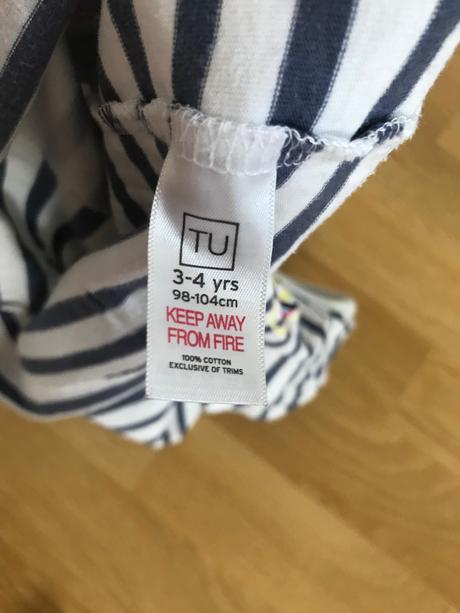 TU
3-4 yrs
98-104cm
KEEP AWAY
FROM FIRE
100% COTTON
EXCLUSIVE OF TRIMS